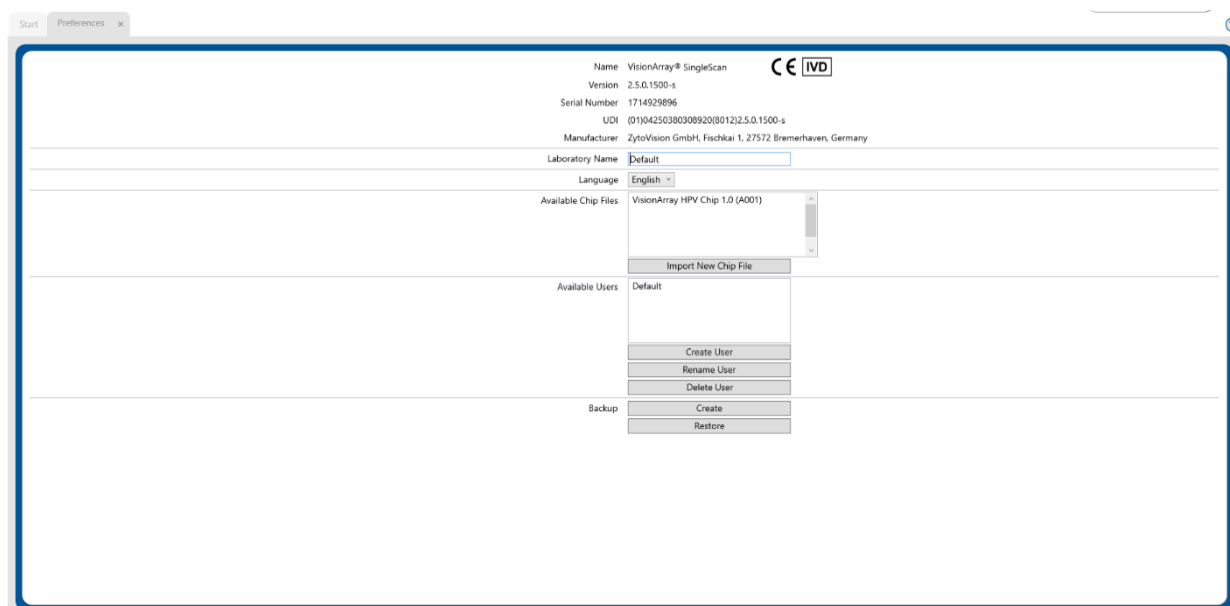 Start Preferences ×
Name VisionArray® SingleScan CE IVD
Version 2.5.0.1500-s
Serial Number 1714929896
UDI (01)04250380308920(8012)2.5.0.1500-s
Manufacturer ZytoVision GmbH, Fischkai 1, 27572 Bremerhaven, Germany
Laboratory Name Default
Language English
Available Chip Files VisionArray HPV Chip 1.0 (A001)
Import New Chip File
Available Users Default
Create User
Rename User
Delete User
Backup Create
Restore